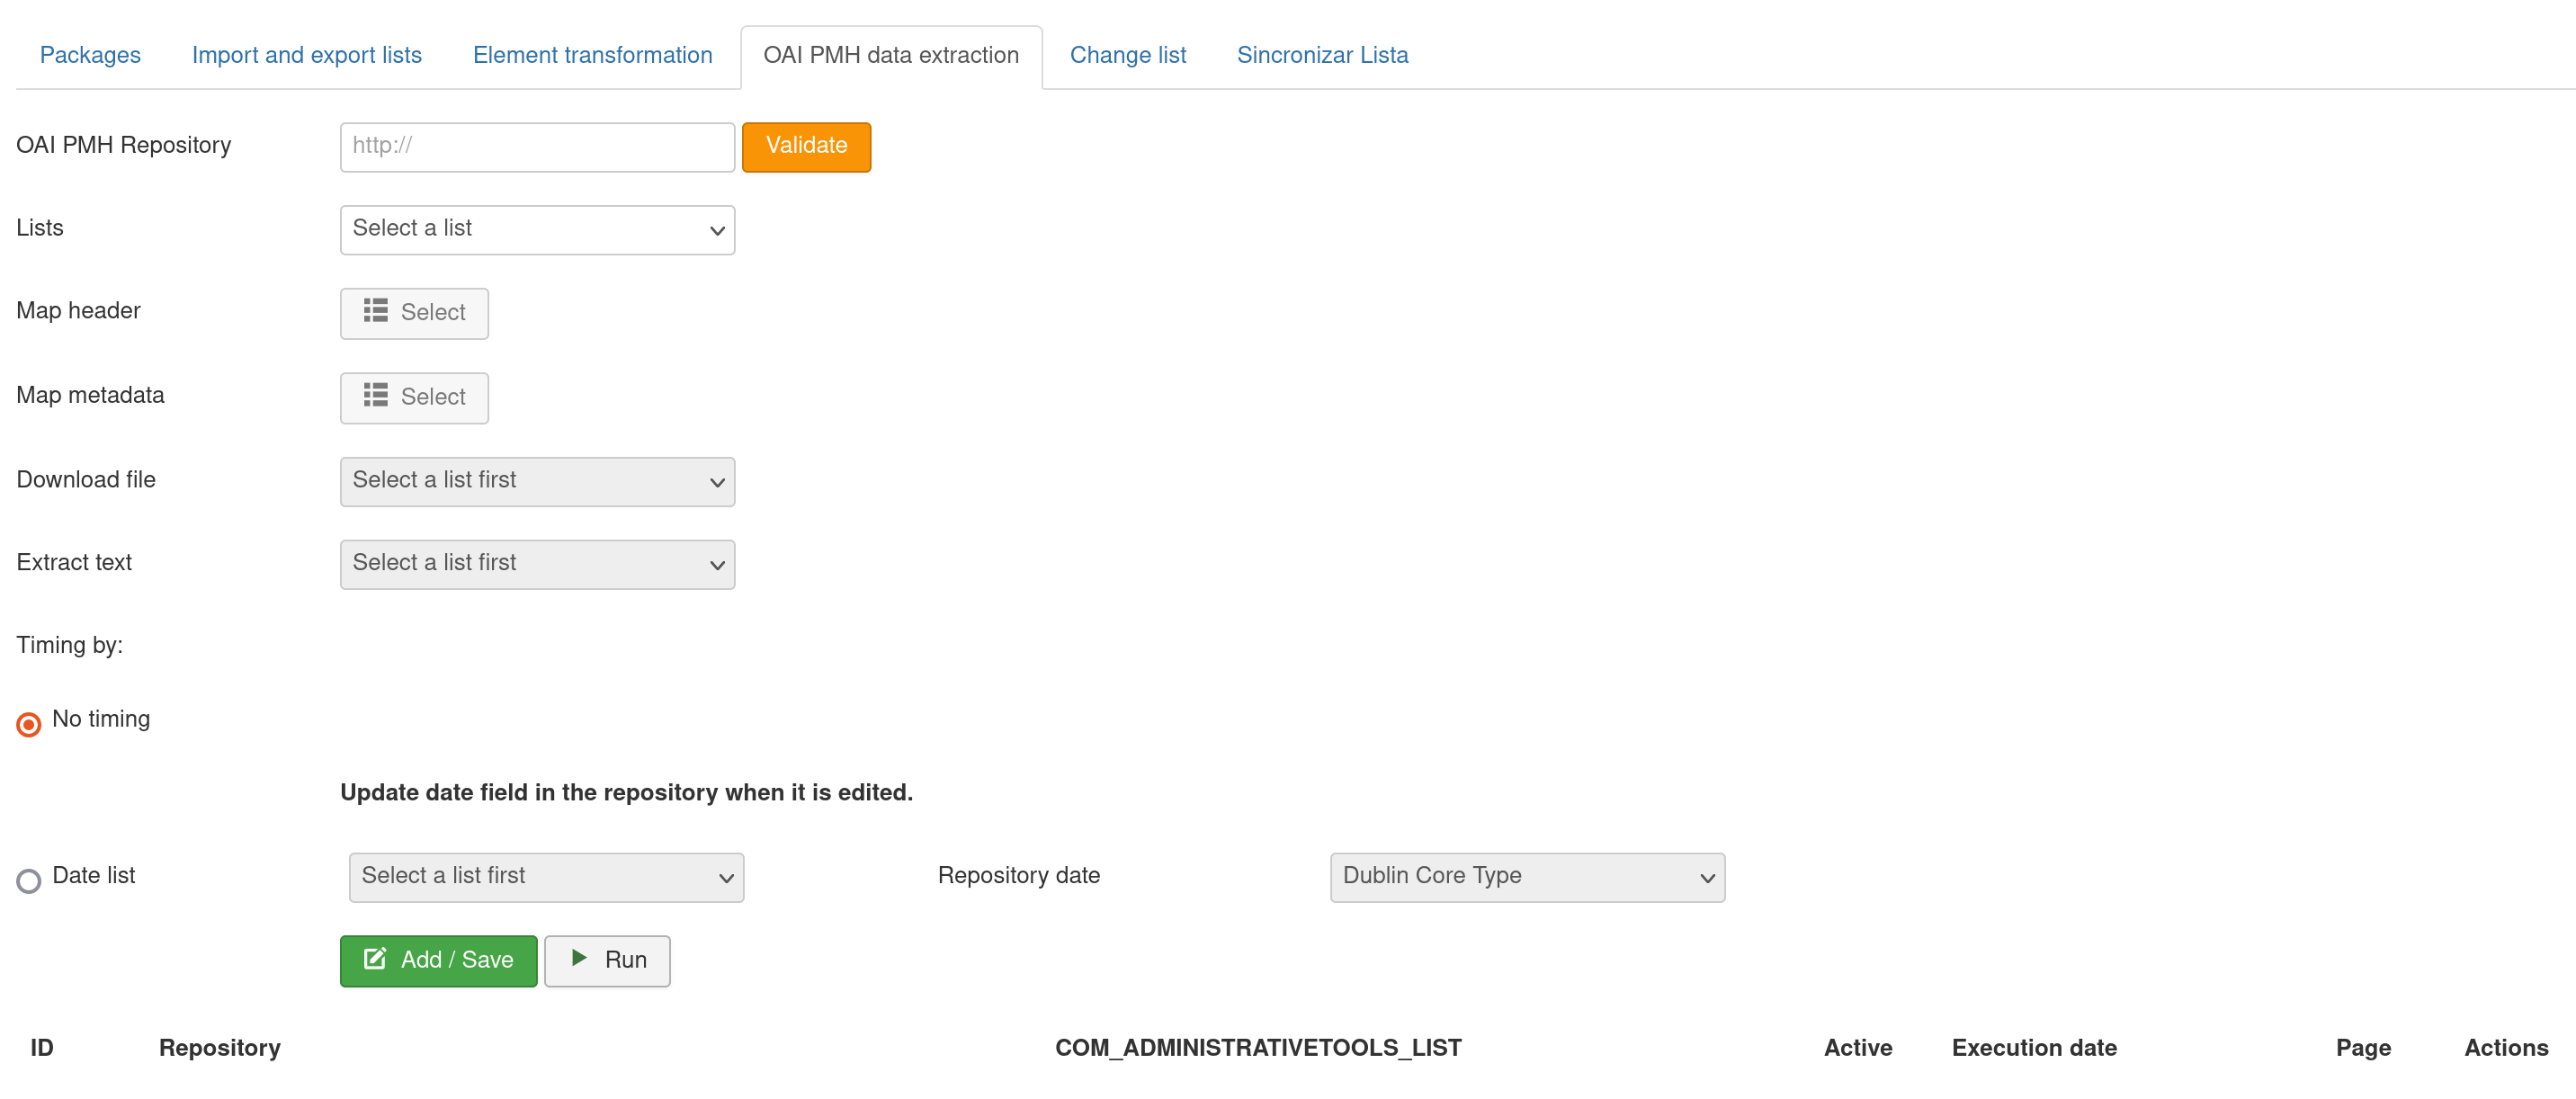 Packages Import and export lists Element transformation OAI PMH data extraction Change list Sincronizar Lista
OAI PMH Repository http:// Validate
Lists Select a list
Map header Select
Map metadata Select
Download file Select a list first
Extract text Select a list first
Timing by:
No timing
Update date field in the repository when it is edited.
Date list Select a list first Repository date Dublin Core Type
Add / Save Run
ID Repository COM_ADMINISTRATIVETOOLS_LIST Active Execution date Page Actions